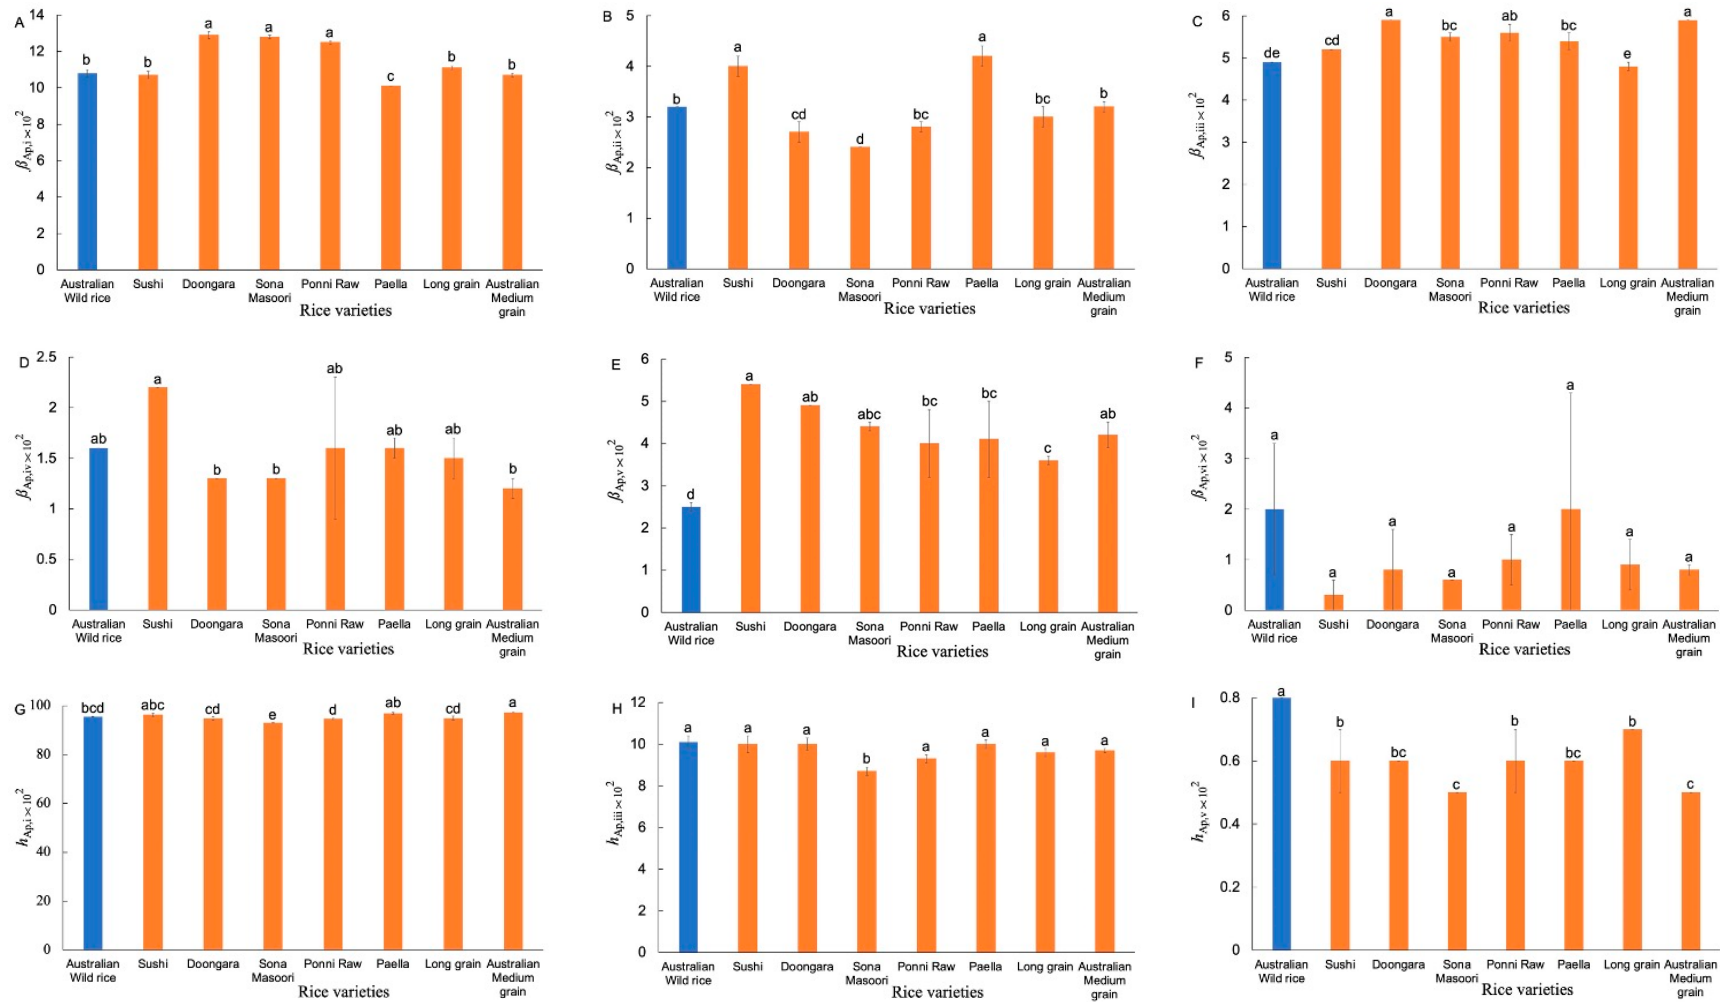 A
14
12
10
8
6
4
2
0
βAp,i ×10²
b
b
a
a
a
c
b
b
Australian Wild rice
Sushi
Doongara
Sona Masoori
Ponni Raw
Paella
Long grain
Australian Medium grain
Rice varieties
B
5
4
3
2
1
0
βAp,ii ×10²
b
a
cd
d
bc
a
bc
b
Australian Wild rice
Sushi
Doongara
Sona Masoori
Ponni Raw
Paella
Long grain
Australian Medium grain
Rice varieties
C
6
5
4
3
2
1
0
βAp,iii ×10²
de
cd
a
bc
ab
bc
e
a
Australian Wild rice
Sushi
Doongara
Sona Masoori
Ponni Raw
Paella
Long grain
Australian Medium grain
Rice varieties
D
2.5
2
1.5
1
0.5
0
βAp,iv ×10²
ab
a
b
b
ab
ab
ab
b
Australian Wild rice
Sushi
Doongara
Sona Masoori
Ponni Raw
Paella
Long grain
Australian Medium grain
Rice varieties
E
6
5
4
3
2
1
0
βAp,v ×10²
d
a
ab
abc
bc
bc
c
ab
Australian Wild rice
Sushi
Doongara
Sona Masoori
Ponni Raw
Paella
Long grain
Australian Medium grain
Rice varieties
F
5
4
3
2
1
0
βAp,vi ×10²
a
a
a
a
a
a
a
a
Australian Wild rice
Sushi
Doongara
Sona Masoori
Ponni Raw
Paella
Long grain
Australian Medium grain
Rice varieties
G
100
80
60
40
20
0
hAp,i ×10²
bcd
abc
cd
e
d
ab
cd
a
Australian Wild rice
Sushi
Doongara
Sona Masoori
Ponni Raw
Paella
Long grain
Australian Medium grain
Rice varieties
H
12
10
8
6
4
2
0
hAp,iii ×10²
a
a
a
b
a
a
a
a
Australian Wild rice
Sushi
Doongara
Sona Masoori
Ponni Raw
Paella
Long grain
Australian Medium grain
Rice varieties
I
0.8
0.6
0.4
0.2
0
hAp,v ×10²
a
b
bc
c
b
bc
b
c
Australian Wild rice
Sushi
Doongara
Sona Masoori
Ponni Raw
Paella
Long grain
Australian Medium grain
Rice varieties